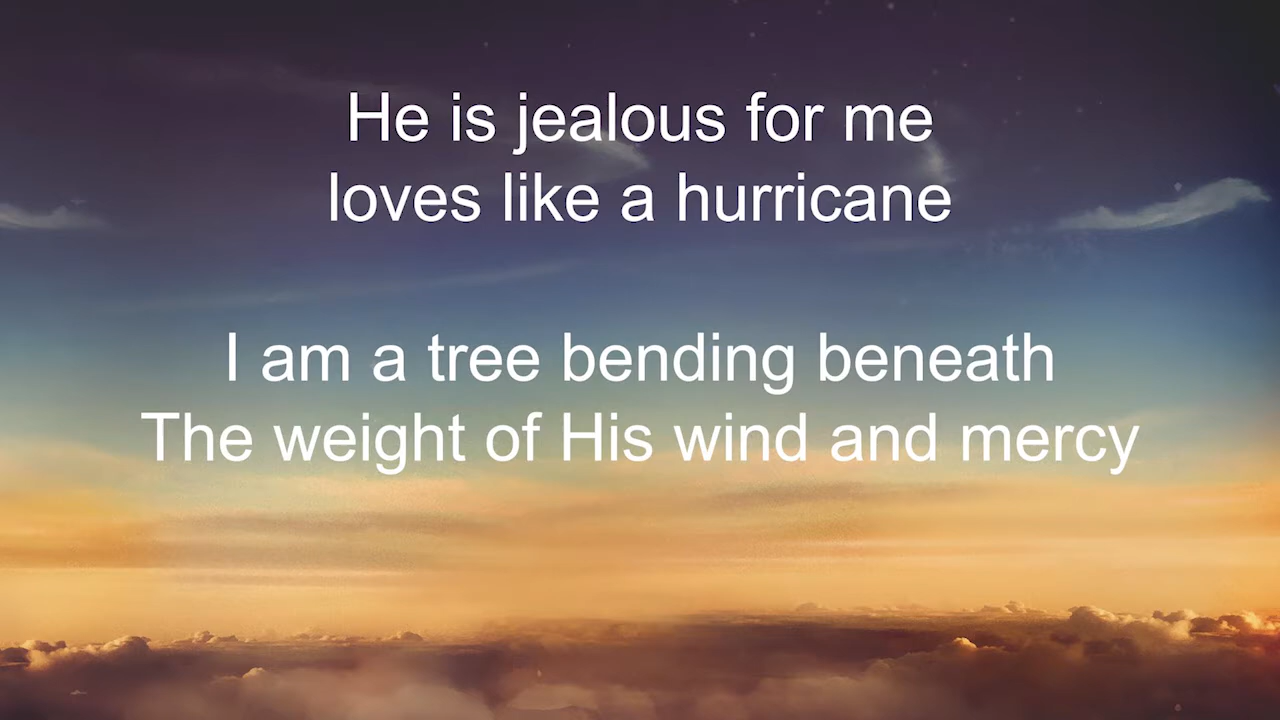 He is jealous for me
loves like a hurricane
I am a tree bending beneath
The weight of His wind and mercy